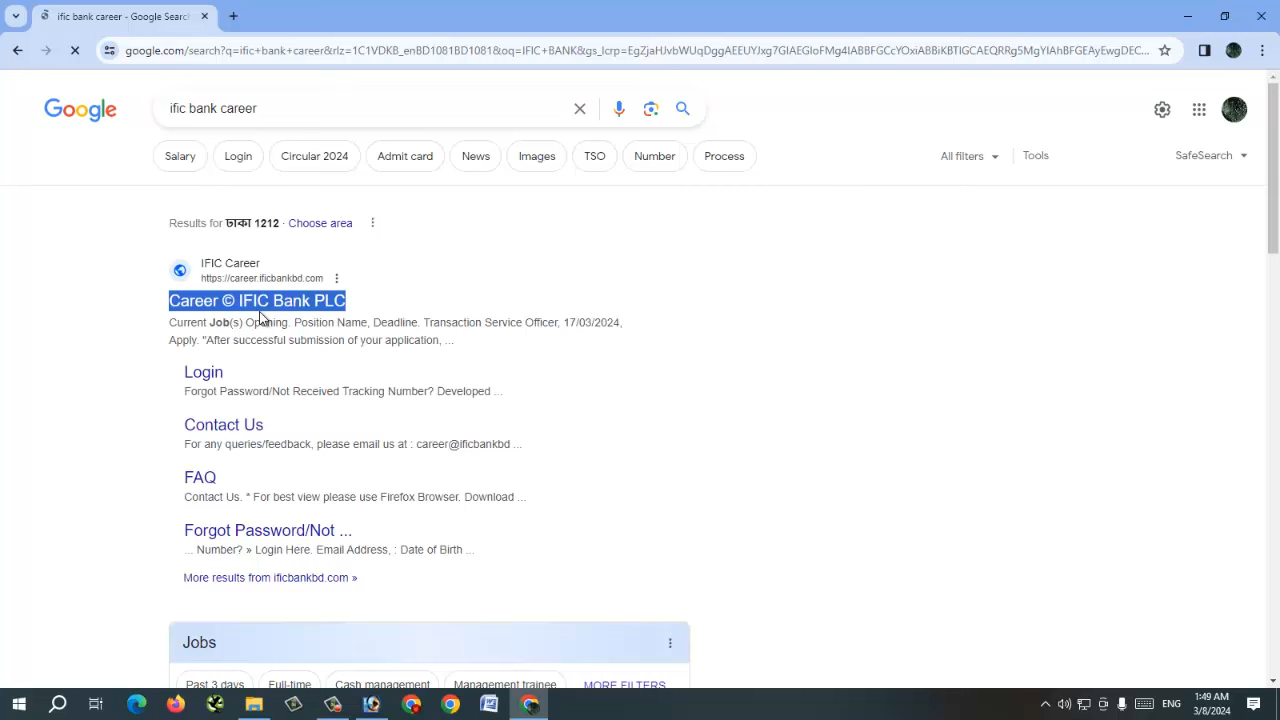 ific bank career - Google Search
google.com/search?q=ific+bank+career&rlz=1C1VDKB_enBD1081BD1081&oq=IFIC+BANK&gs_lcrp=
Google
ific bank career
Salary
Login
Circular 2024
Admit card
News
Images
TSO
Number
Process
All filters
Tools
SafeSearch
Results for ঢাকা 1212 · Choose area
IFIC Career
https://career.ificbankbd.com
Career © IFIC Bank PLC
Current Job(s) Opening. Position Name, Deadline. Transaction Service Officer, 17/03/2024,
Apply. "After successful submission of your application, ...
Login
Forgot Password/Not Received Tracking Number? Developed ...
Contact Us
For any queries/feedback, please email us at : career@ificbankbd ...
FAQ
Contact Us. * For best view please use Firefox Browser. Download ...
Forgot Password/Not ...
... Number? » Login Here. Email Address, : Date of Birth ...
More results from ificbankbd.com »
Jobs
Past 3 days
Full-time
Cash management
Management trainee
MORE FILTERS
ENG
1:49 AM
3/8/2024